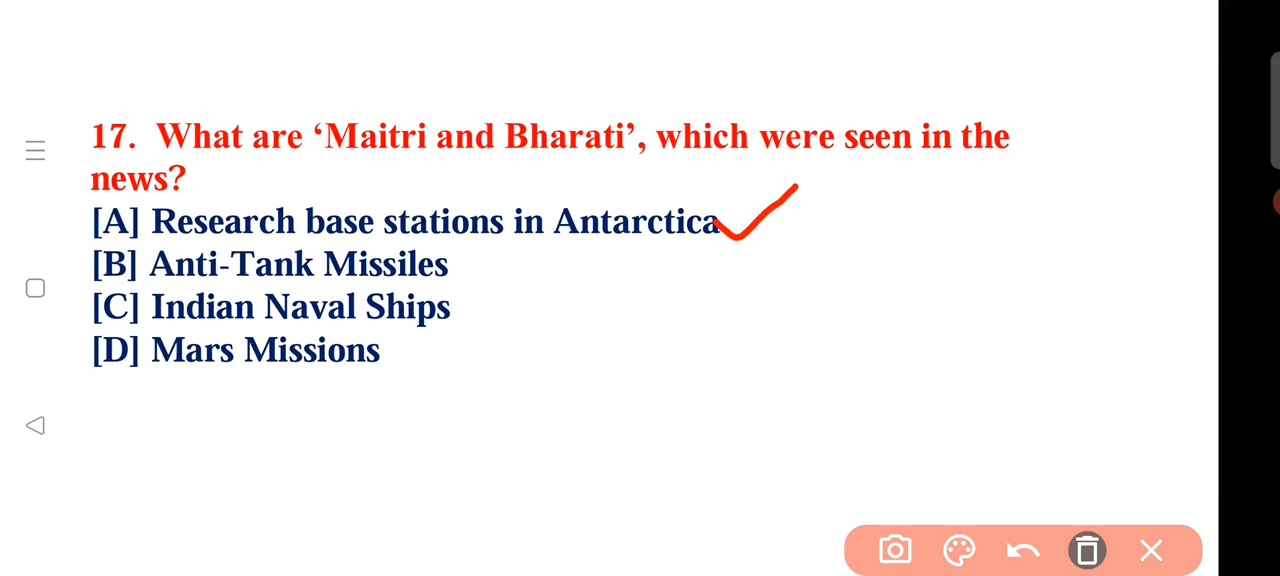 17. What are ‘Maitri and Bharati’, which were seen in the
news?
[A] Research base stations in Antarctica
[B] Anti-Tank Missiles
[C] Indian Naval Ships
[D] Mars Missions